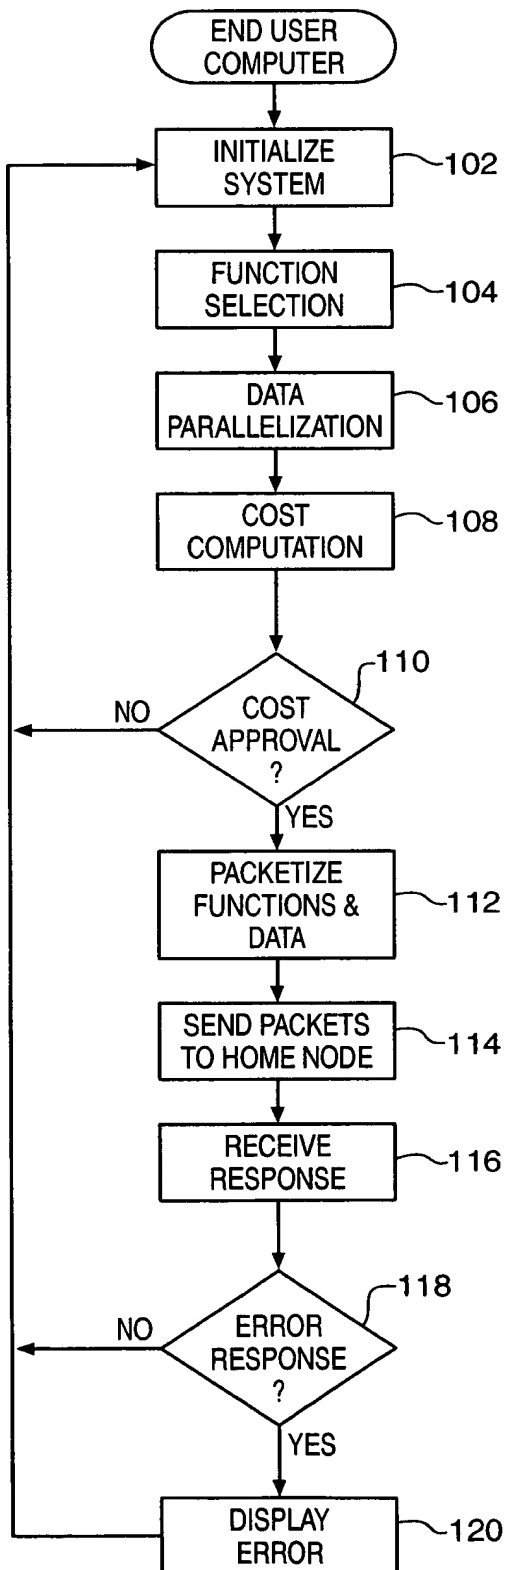 END USER
COMPUTER
INITIALIZE
SYSTEM
102
FUNCTION
SELECTION
104
DATA
PARALLELIZATION
106
COST
COMPUTATION
108
110
NO
COST
APPROVAL
?
YES
PACKETIZE
FUNCTIONS &
DATA
112
SEND PACKETS
TO HOME NODE
114
RECEIVE
RESPONSE
116
118
NO
ERROR
RESPONSE
?
YES
DISPLAY
ERROR
120